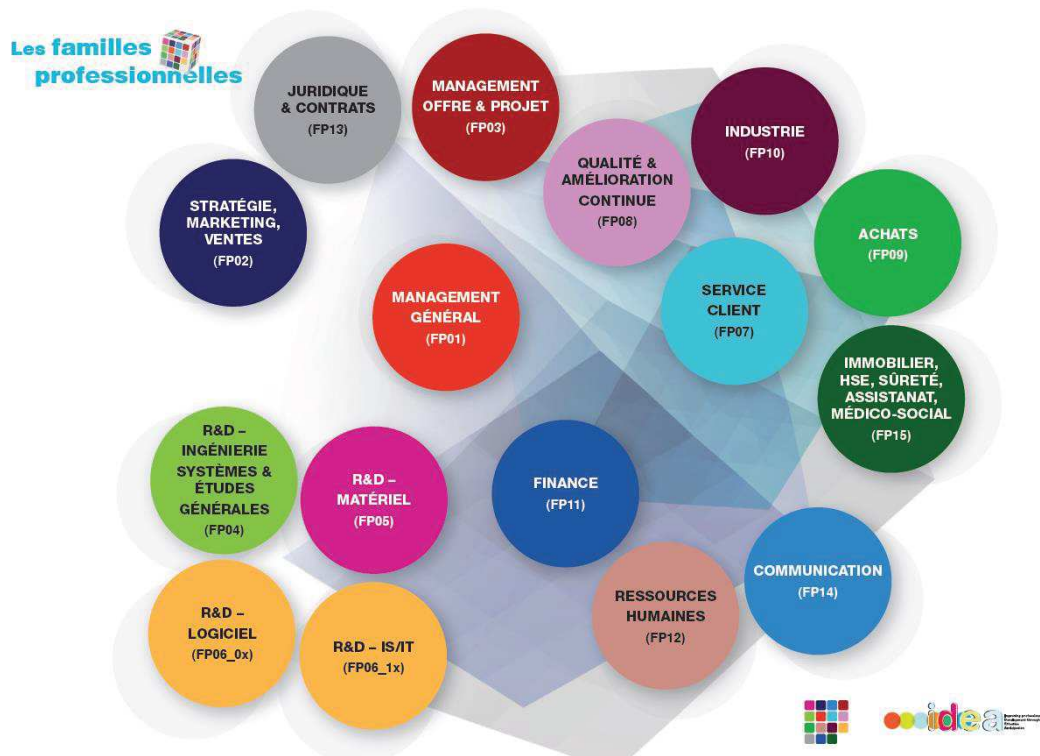 Les familles
professionnelles
JURIDIQUE
& CONTRATS
(FP13)
MANAGEMENT
OFFRE & PROJET
(FP03)
INDUSTRIE
(FP10)
QUALITÉ &
AMÉLIORATION
CONTINUE
(FP08)
STRATÉGIE,
MARKETING,
VENTES
(FP02)
ACHATS
(FP09)
MANAGEMENT
GÉNÉRAL
(FP01)
SERVICE
CLIENT
(FP07)
IMMOBILIER,
HSE, SÛRETÉ,
ASSISTANAT,
MÉDICO-SOCIAL
(FP15)
R&D –
INGÉNIERIE
SYSTÈMES &
ÉTUDES
GÉNÉRALES
(FP04)
R&D –
MATÉRIEL
(FP05)
FINANCE
(FP11)
COMMUNICATION
(FP14)
RESSOURCES
HUMAINES
(FP12)
R&D –
LOGICIEL
(FP06_0x)
R&D – IS/IT
(FP06_1x)
idea